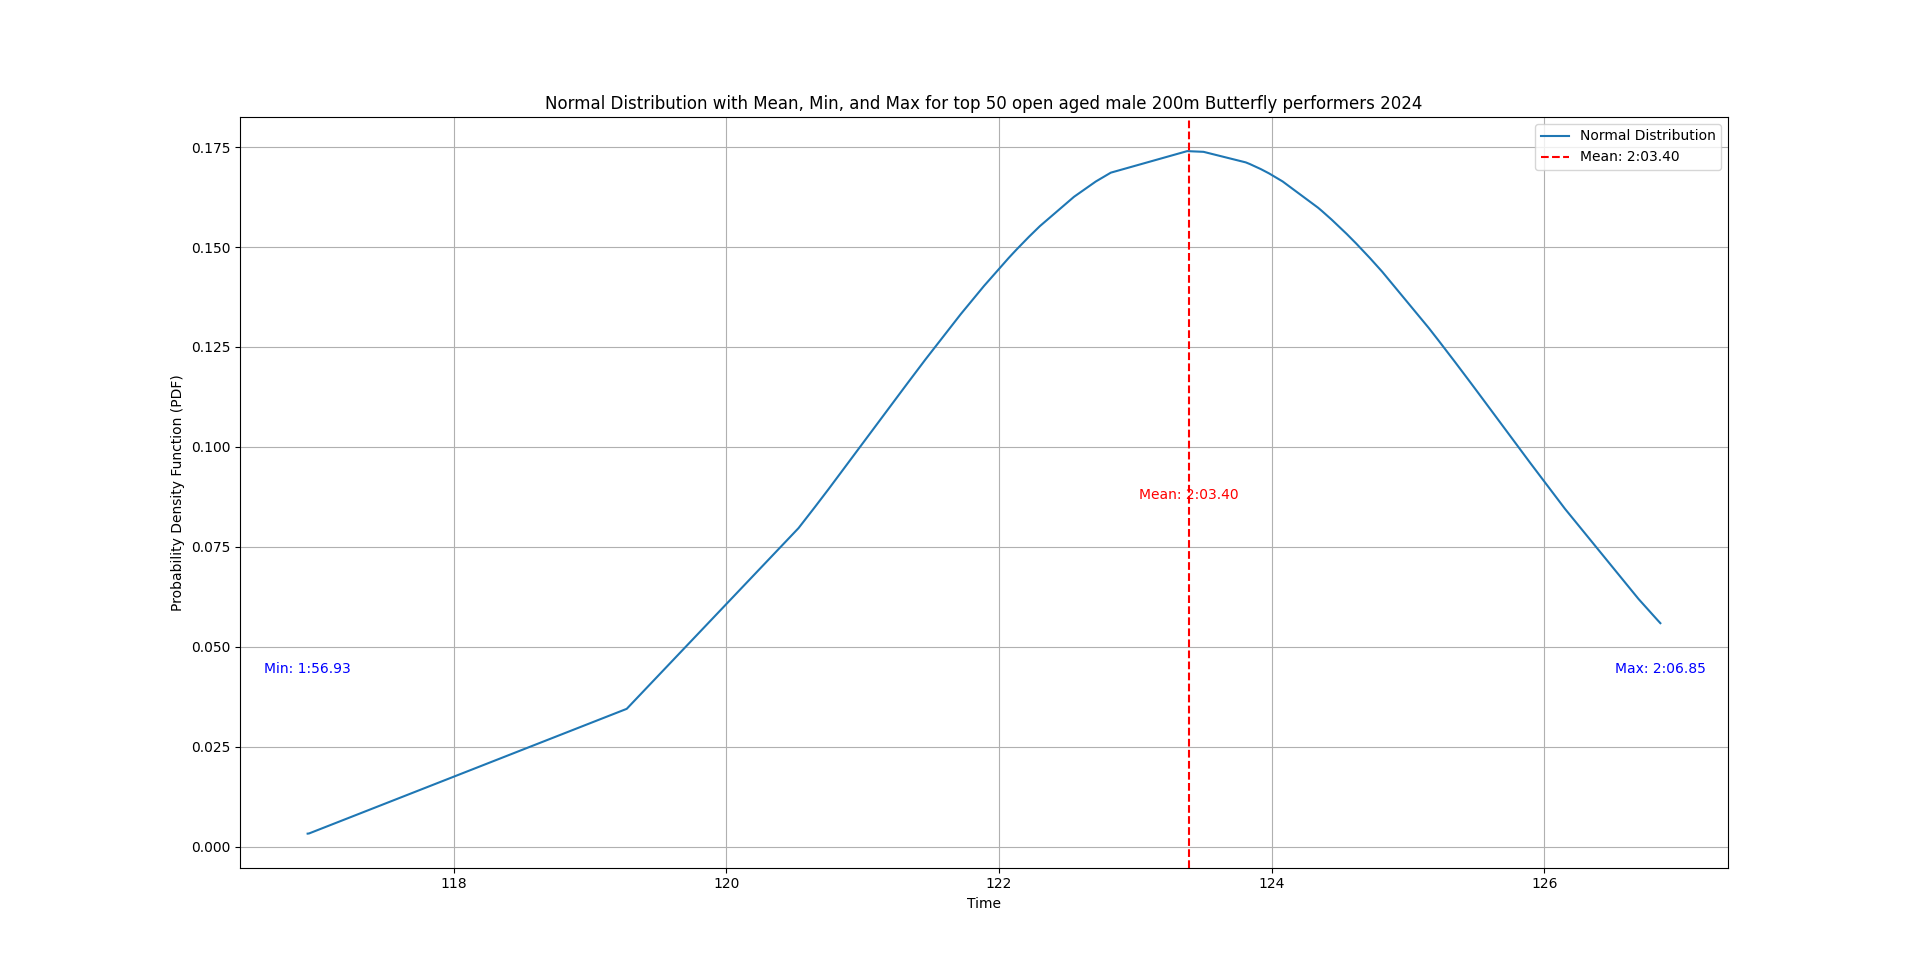 Normal Distribution with Mean, Min, and Max for top 50 open aged male 200m Butterfly performers 2024
Normal Distribution
Mean: 2:03.40
0.175
0.150
0.125
0.100
0.075
0.050
0.025
0.000
Probability Density Function (PDF)
Mean: 2:03.40
Min: 1:56.93
Max: 2:06.85
118
120
122
124
126
Time